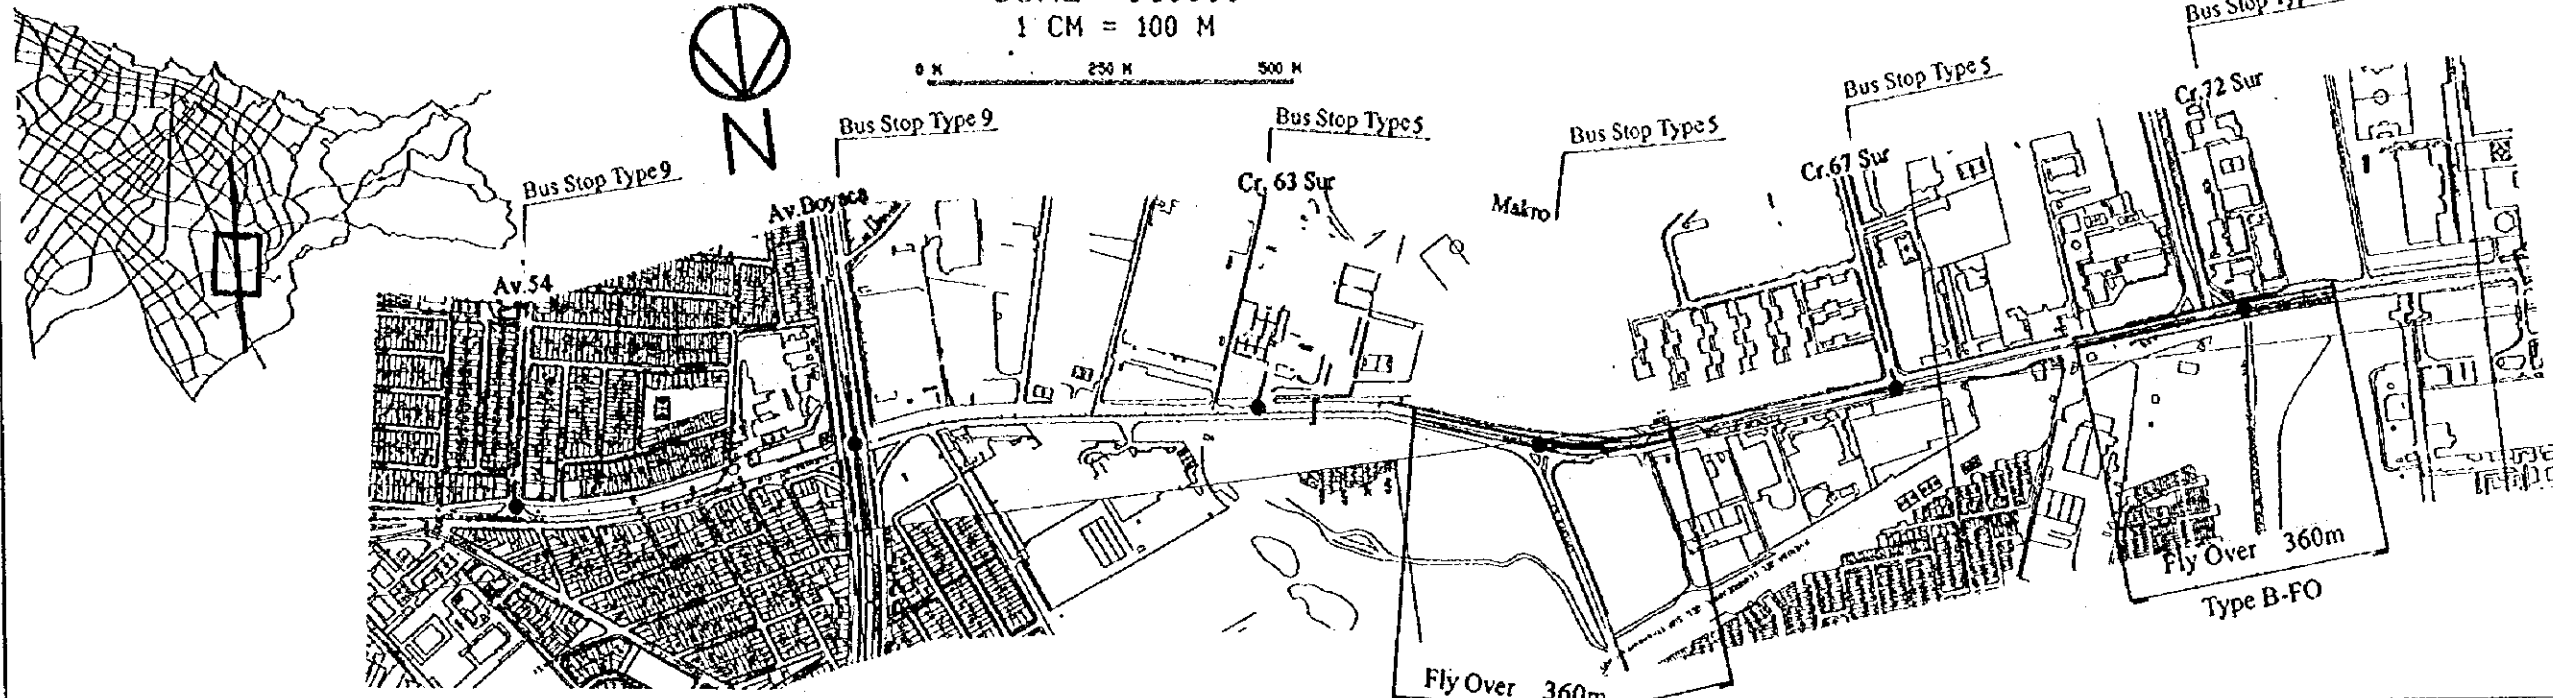 1 CM = 100 M
0 M 250 M 500 M
N
Bus Stop Type 9
Av.54
Bus Stop Type 9
Av.Boyaca
Bus Stop Type 5
Cr. 63 Sur
Bus Stop Type 5
Makro
Bus Stop Type 5
Cr.67 Sur
Bus Stop
Cr.72 Sur
Fly Over 360m
Fly Over 360m
Type B-FO